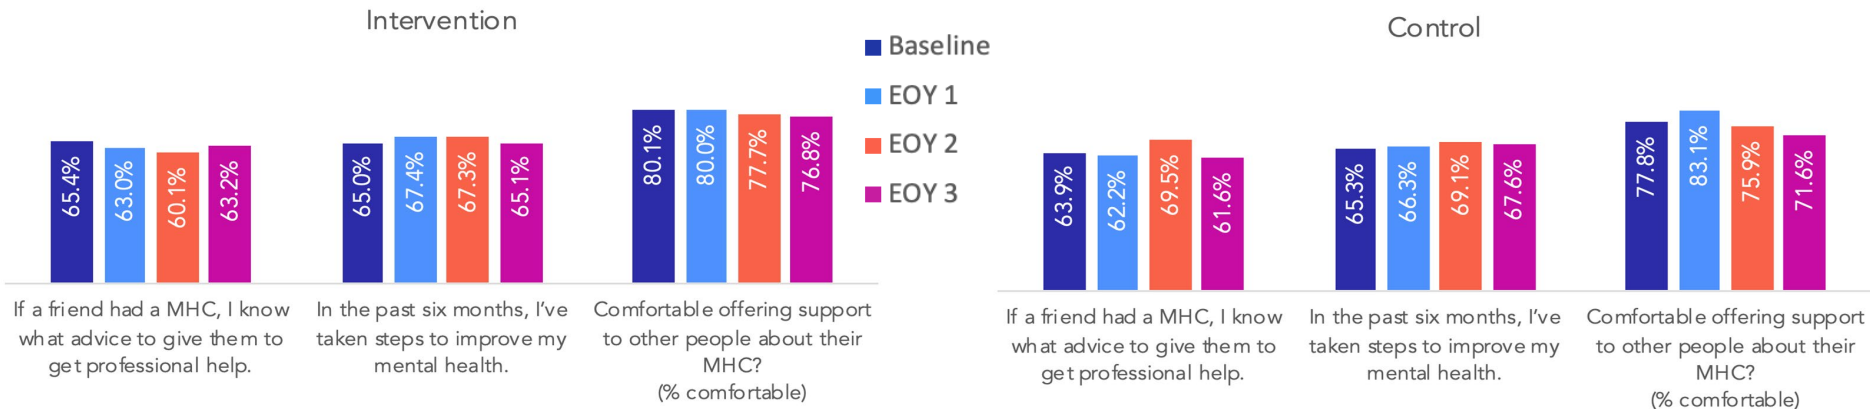 Intervention
65.4%
63.0%
60.1%
63.2%
65.0%
67.4%
67.3%
65.1%
80.1%
80.0%
77.7%
76.8%
If a friend had a MHC, I know
what advice to give them to
get professional help.
In the past six months, I've
taken steps to improve my
mental health.
Comfortable offering support
to other people about their
MHC?
(% comfortable)
Baseline
EOY 1
EOY 2
EOY 3
Control
63.9%
62.2%
69.5%
61.6%
65.3%
66.3%
69.1%
67.6%
77.8%
83.1%
75.9%
71.6%
If a friend had a MHC, I know
what advice to give them to
get professional help.
In the past six months, I've
taken steps to improve my
mental health.
Comfortable offering support
to other people about their
MHC?
(% comfortable)